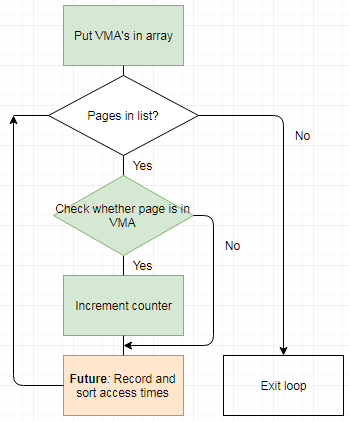 Put VMA's in array
Pages in list?
No
Yes
Check whether page is in
VMA
No
Yes
Increment counter
Future: Record and
sort access times
Exit loop